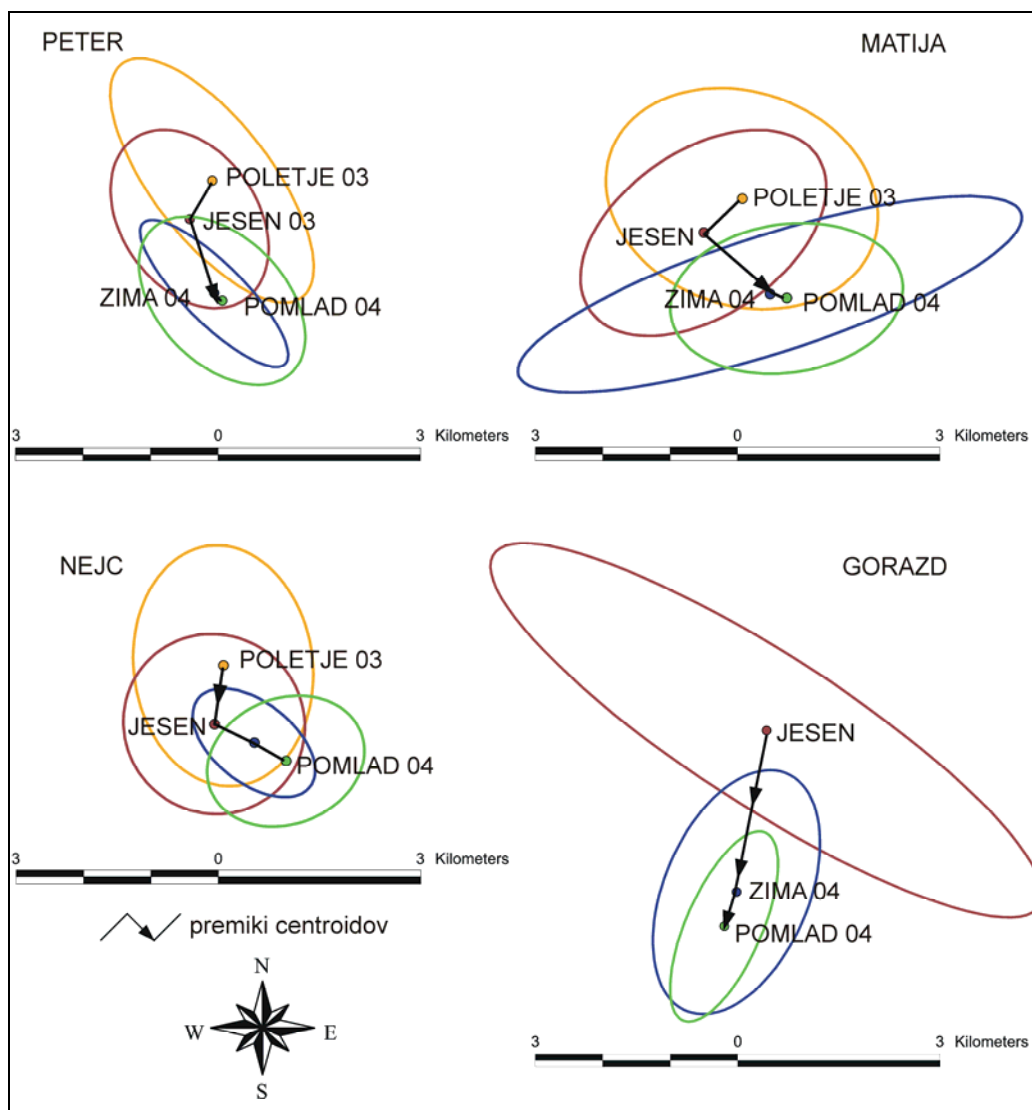 PETER
POLETJE 03
JESEN 03
ZIMA 04
POMLAD 04
3 0 3 Kilometers
MATIJA
POLETJE 03
JESEN
ZIMA 04
POMLAD 04
3 0 3 Kilometers
NEJC
POLETJE 03
JESEN
POMLAD 04
3 0 3 Kilometers
GORAZD
JESEN
ZIMA 04
POMLAD 04
3 0 3 Kilometers
premiki centroidov
N
W E
S